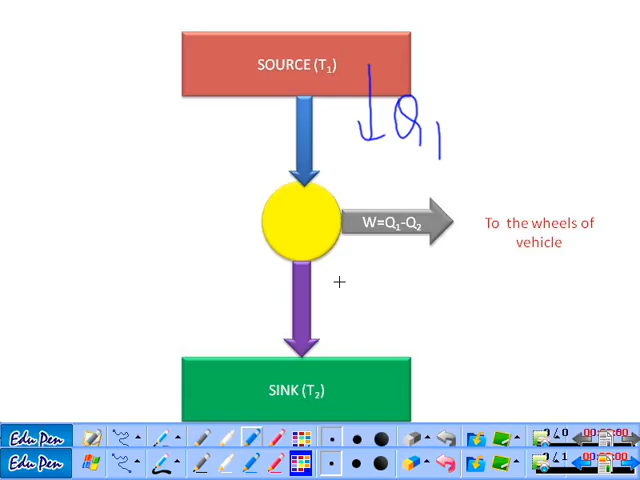 SOURCE (T₁)
Q₁
W=Q₁-Q₂
To the wheels of
vehicle
SINK (T₂)
Edu Pen
Edu Pen